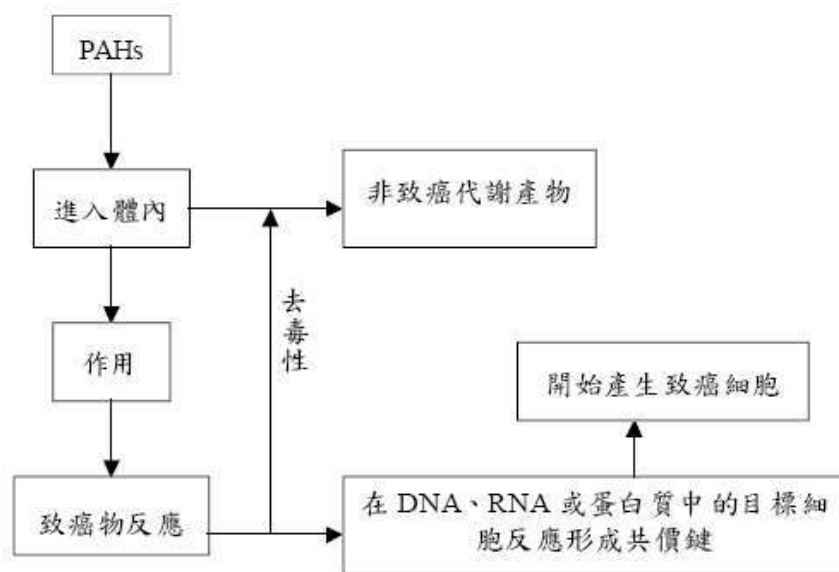 PAHs
進入體內
非致癌代謝產物
去毒性
作用
開始產生致癌細胞
致癌物反應
在 DNA、RNA 或蛋白質中的目標細
胞反應形成共價鍵